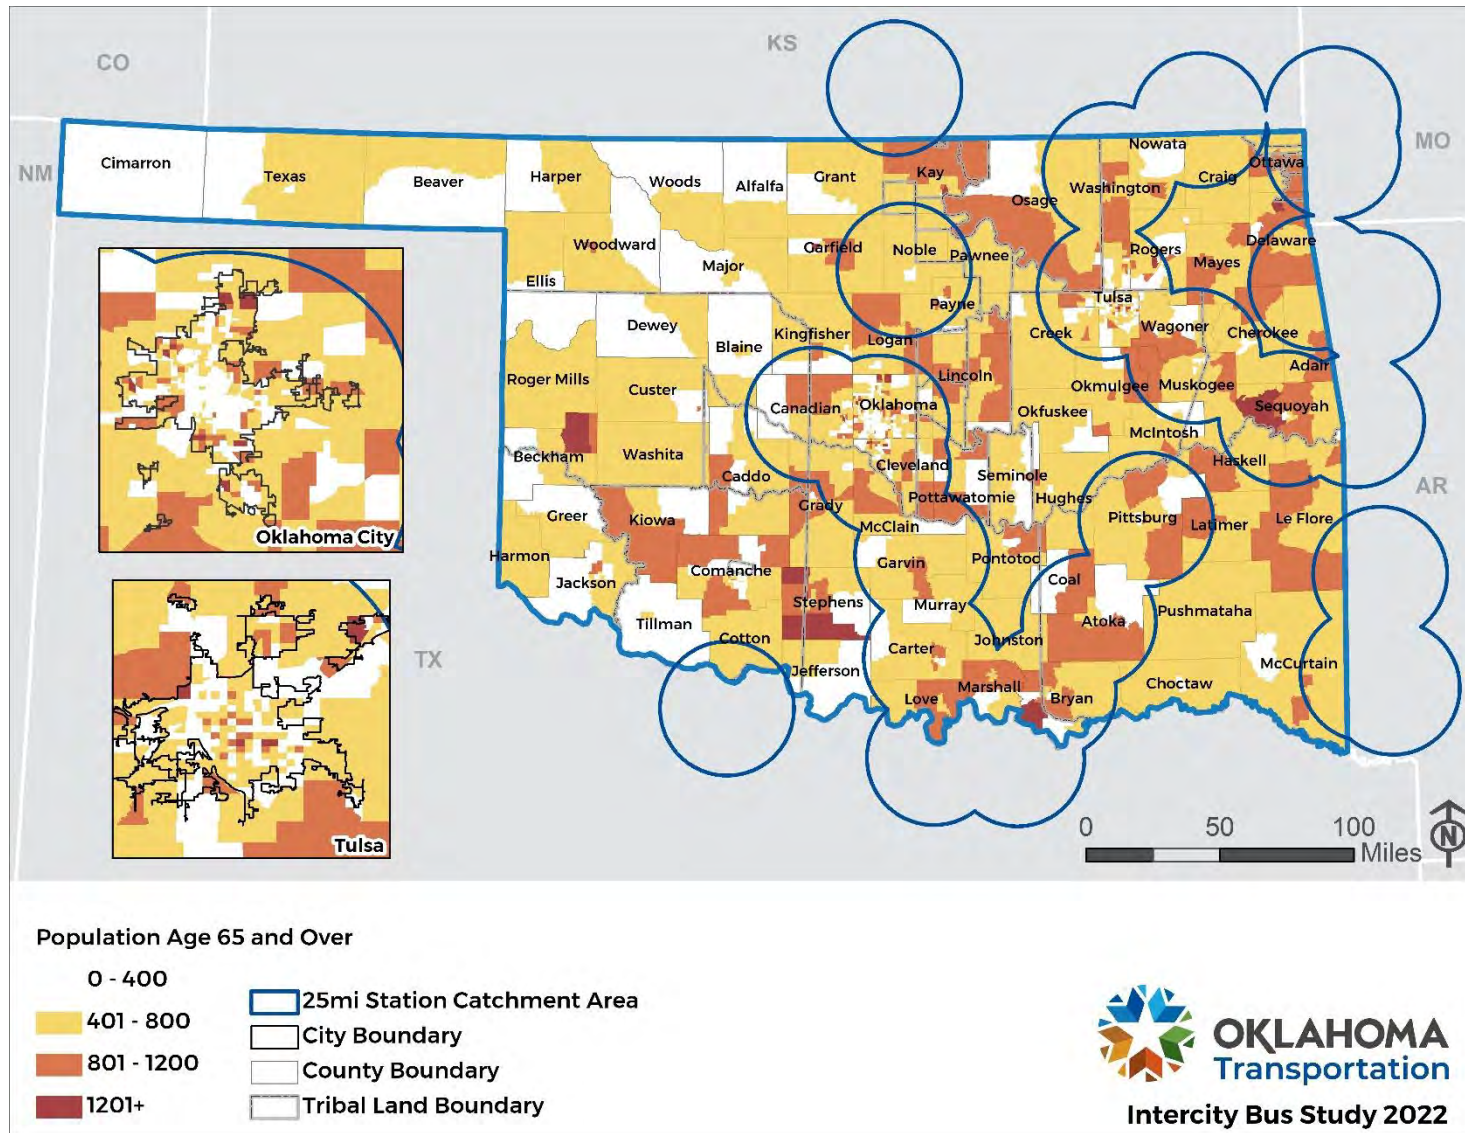 KS
CO
NM
MO
AR
TX
Cimarron
Texas
Beaver
Harper
Woods
Alfalfa
Grant
Kay
Osage
Nowata
Washington
Craig
Ottawa
Woodward
Major
Garfield
Noble
Pawnee
Rogers
Mayes
Delaware
Ellis
Dewey
Blaine
Kingfisher
Logan
Payne
Creek
Tulsa
Wagoner
Cherokee
Adair
Roger Mills
Custer
Canadian
Oklahoma
Lincoln
Okfuskee
Okmulgee
Muskogee
Sequoyah
Beckham
Washita
Caddo
Grady
Cleveland
Pottawatomie
Seminole
Hughes
McIntosh
Haskell
Greer
Kiowa
McClain
Pittsburg
Latimer
Le Flore
Harmon
Jackson
Comanche
Stephens
Garvin
Pontotoc
Coal
Tillman
Cotton
Jefferson
Murray
Carter
Johnston
Atoka
Pushmataha
Love
Marshall
Bryan
Choctaw
McCurtain
Oklahoma City
Tulsa
0 50 100
Miles
N
Population Age 65 and Over
0 - 400
401 - 800
801 - 1200
1201+
25mi Station Catchment Area
City Boundary
County Boundary
Tribal Land Boundary
OKLAHOMA
Transportation
Intercity Bus Study 2022